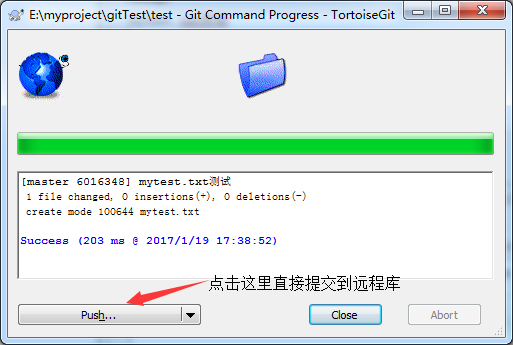 E:\myproject\gitTest\test - Git Command Progress - TortoiseGit
[master 6016348] mytest.txt测试
1 file changed, 0 insertions(+), 0 deletions(-)
create mode 100644 mytest.txt
Success (203 ms @ 2017/1/19 17:38:52)
点击这里直接提交到远程库
Push...
Close
Abort